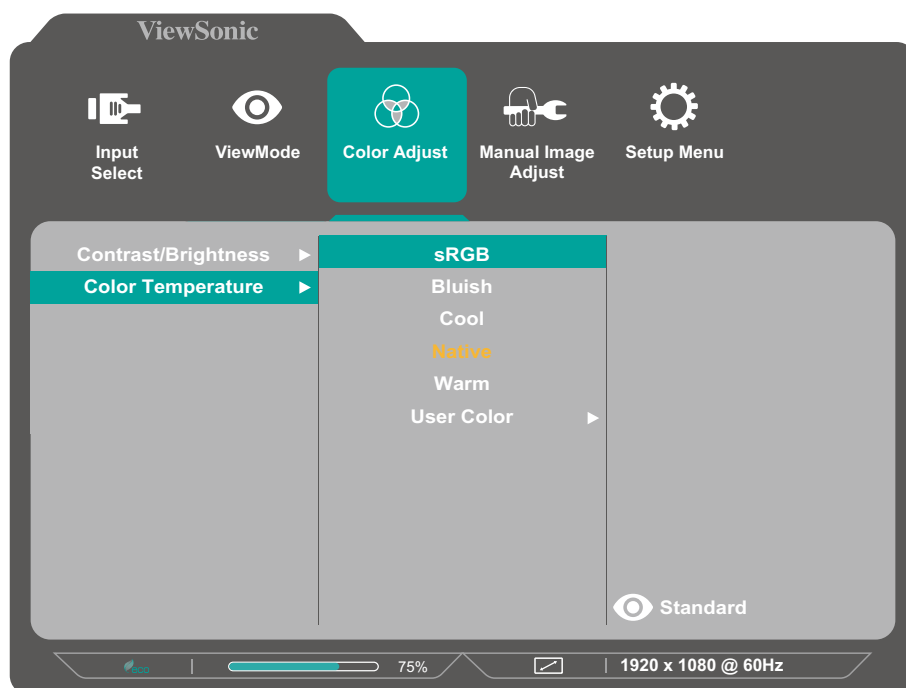 ViewSonic
Input
Select
ViewMode
Color Adjust
Manual Image
Adjust
Setup Menu
Contrast/Brightness
Color Temperature
sRGB
Bluish
Cool
Native
Warm
User Color
Standard
eco
75%
1920 x 1080 @ 60Hz